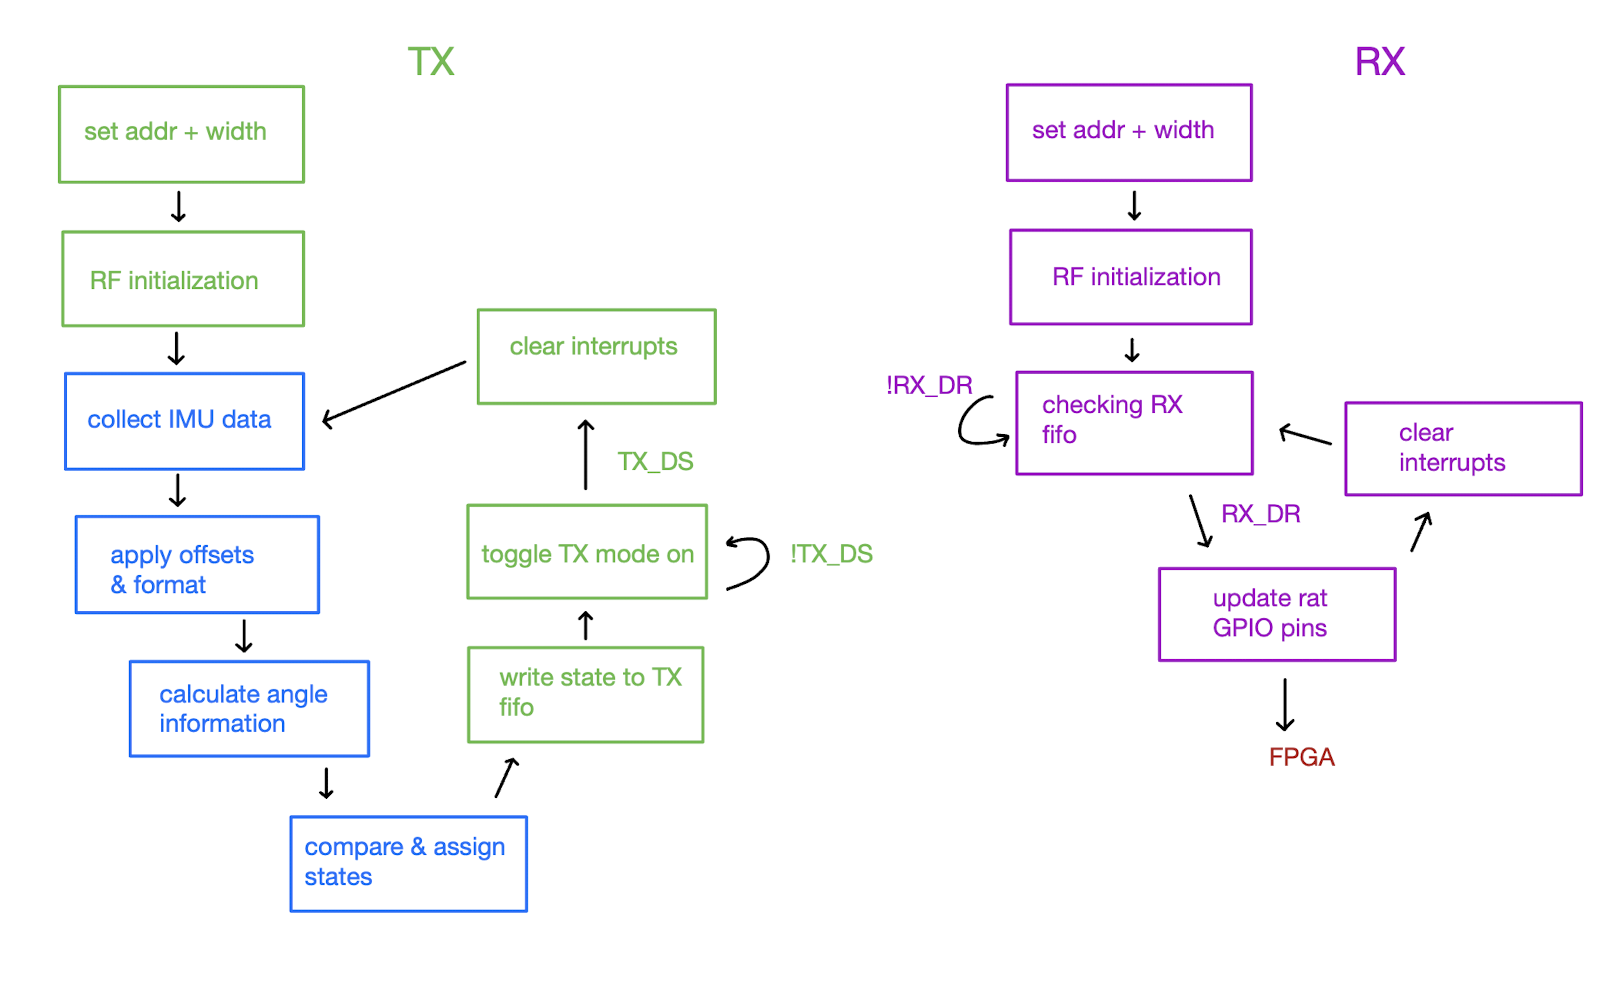 TX
set addr + width
RF initialization
collect IMU data
apply offsets
& format
calculate angle
information
compare & assign
states
write state to TX
fifo
toggle TX mode on
!TX_DS
TX_DS
clear interrupts
RX
set addr + width
RF initialization
!RX_DR
checking RX
fifo
RX_DR
update rat
GPIO pins
clear
interrupts
FPGA